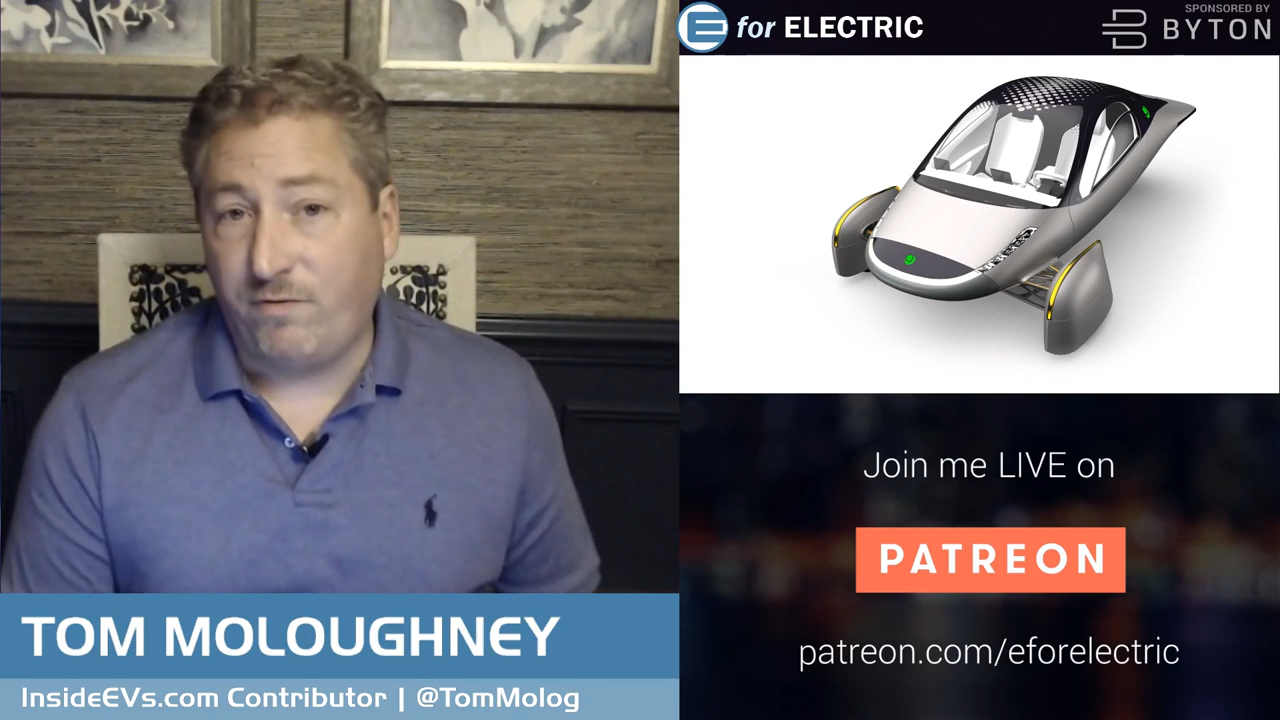 E for ELECTRIC
SPONSORED BY
BYTON
Join me LIVE on
PATREON
patreon.com/eforelectric
TOM MOLOUGHNEY
InsideEVs.com Contributor | @TomMolog